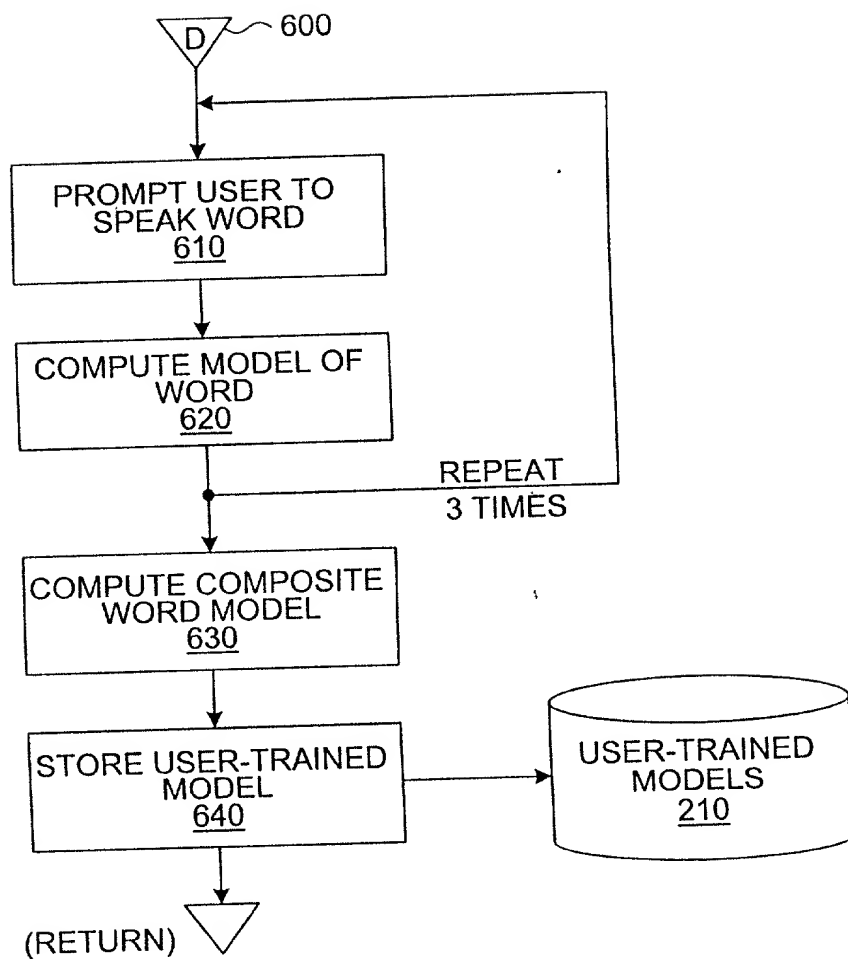 D
600
PROMPT USER TO
SPEAK WORD
610
COMPUTE MODEL OF
WORD
620
REPEAT
3 TIMES
COMPUTE COMPOSITE
WORD MODEL
630
STORE USER-TRAINED
MODEL
640
USER-TRAINED
MODELS
210
(RETURN)